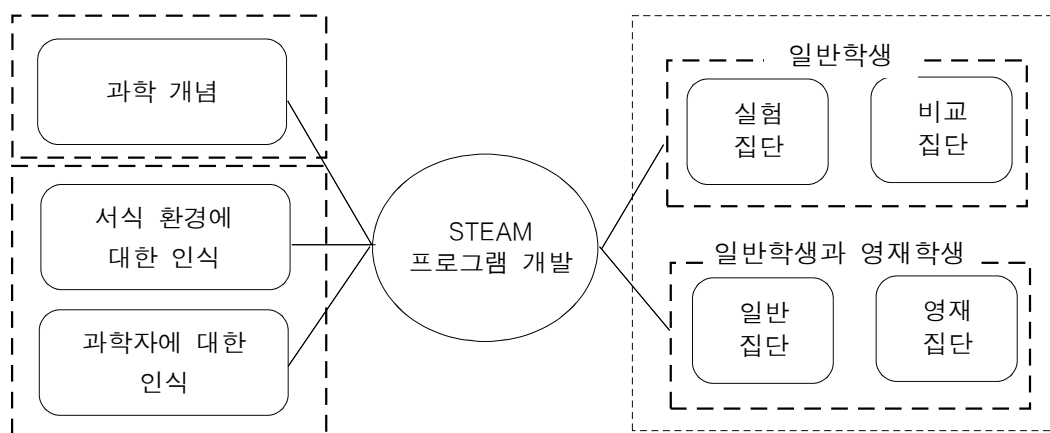 과학 개념
서식 환경에
대한 인식
과학자에 대한
인식
STEAM
프로그램 개발
일반학생
실험
집단
비교
집단
일반학생과 영재학생
일반
집단
영재
집단